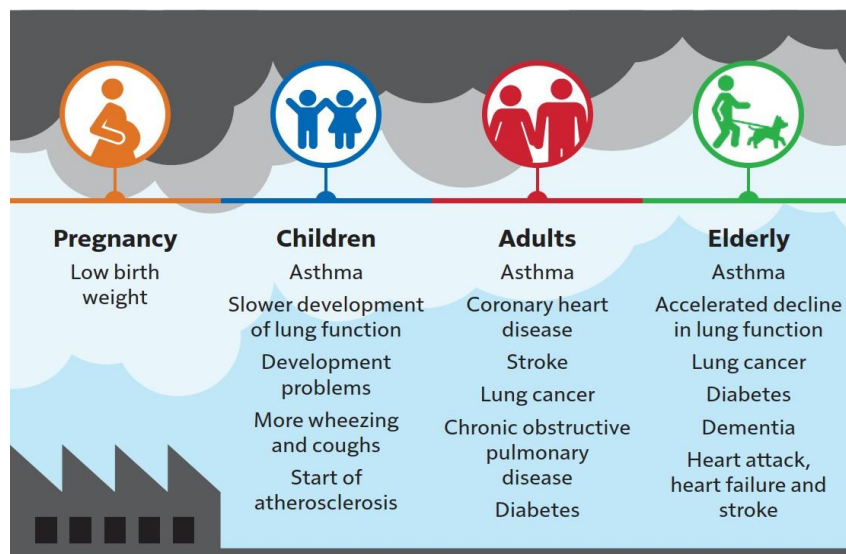 Pregnancy
Low birth
weight
Children
Asthma
Slower development
of lung function
Development
problems
More wheezing
and coughs
Start of
atherosclerosis
Adults
Asthma
Coronary heart
disease
Stroke
Lung cancer
Chronic obstructive
pulmonary
disease
Diabetes
Elderly
Asthma
Accelerated decline
in lung function
Lung cancer
Diabetes
Dementia
Heart attack,
heart failure and
stroke